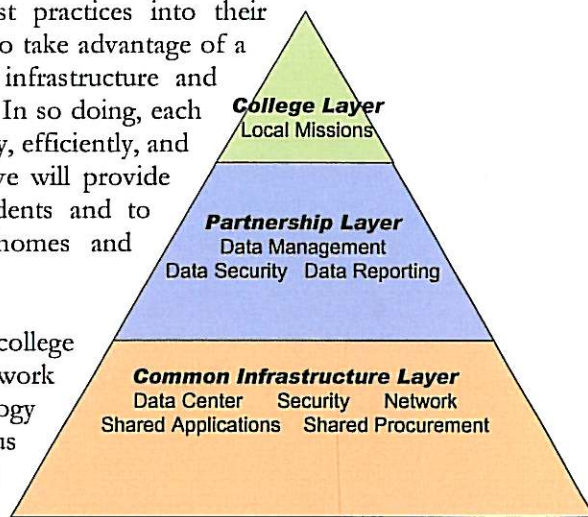 st practices into their
o take advantage of a
infrastructure and
In so doing, each
y, efficiently, and
ve will provide
dents and to
homes and
college
work
ogy
us
College Layer
Local Missions
Partnership Layer
Data Management
Data Security Data Reporting
Common Infrastructure Layer
Data Center Security Network
Shared Applications Shared Procurement